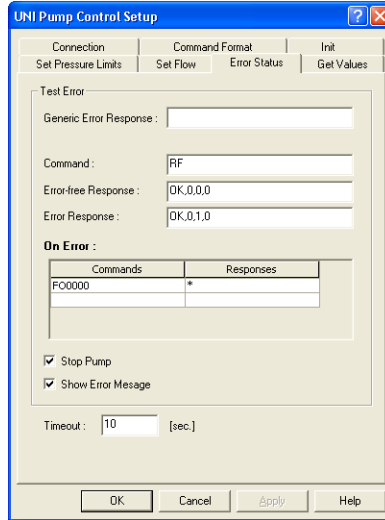 UNI Pump Control Setup
Connection Command Format Init
Set Pressure Limits Set Flow Error Status Get Values
Test Error
Generic Error Response :
Command : RF
Error-free Response : OK,0,0,0
Error Response : OK,0,1,0
On Error :
Commands Responses
FO0000 *
Stop Pump
Show Error Mesage
Timeout : 10 [sec.]
OK Cancel Apply Help